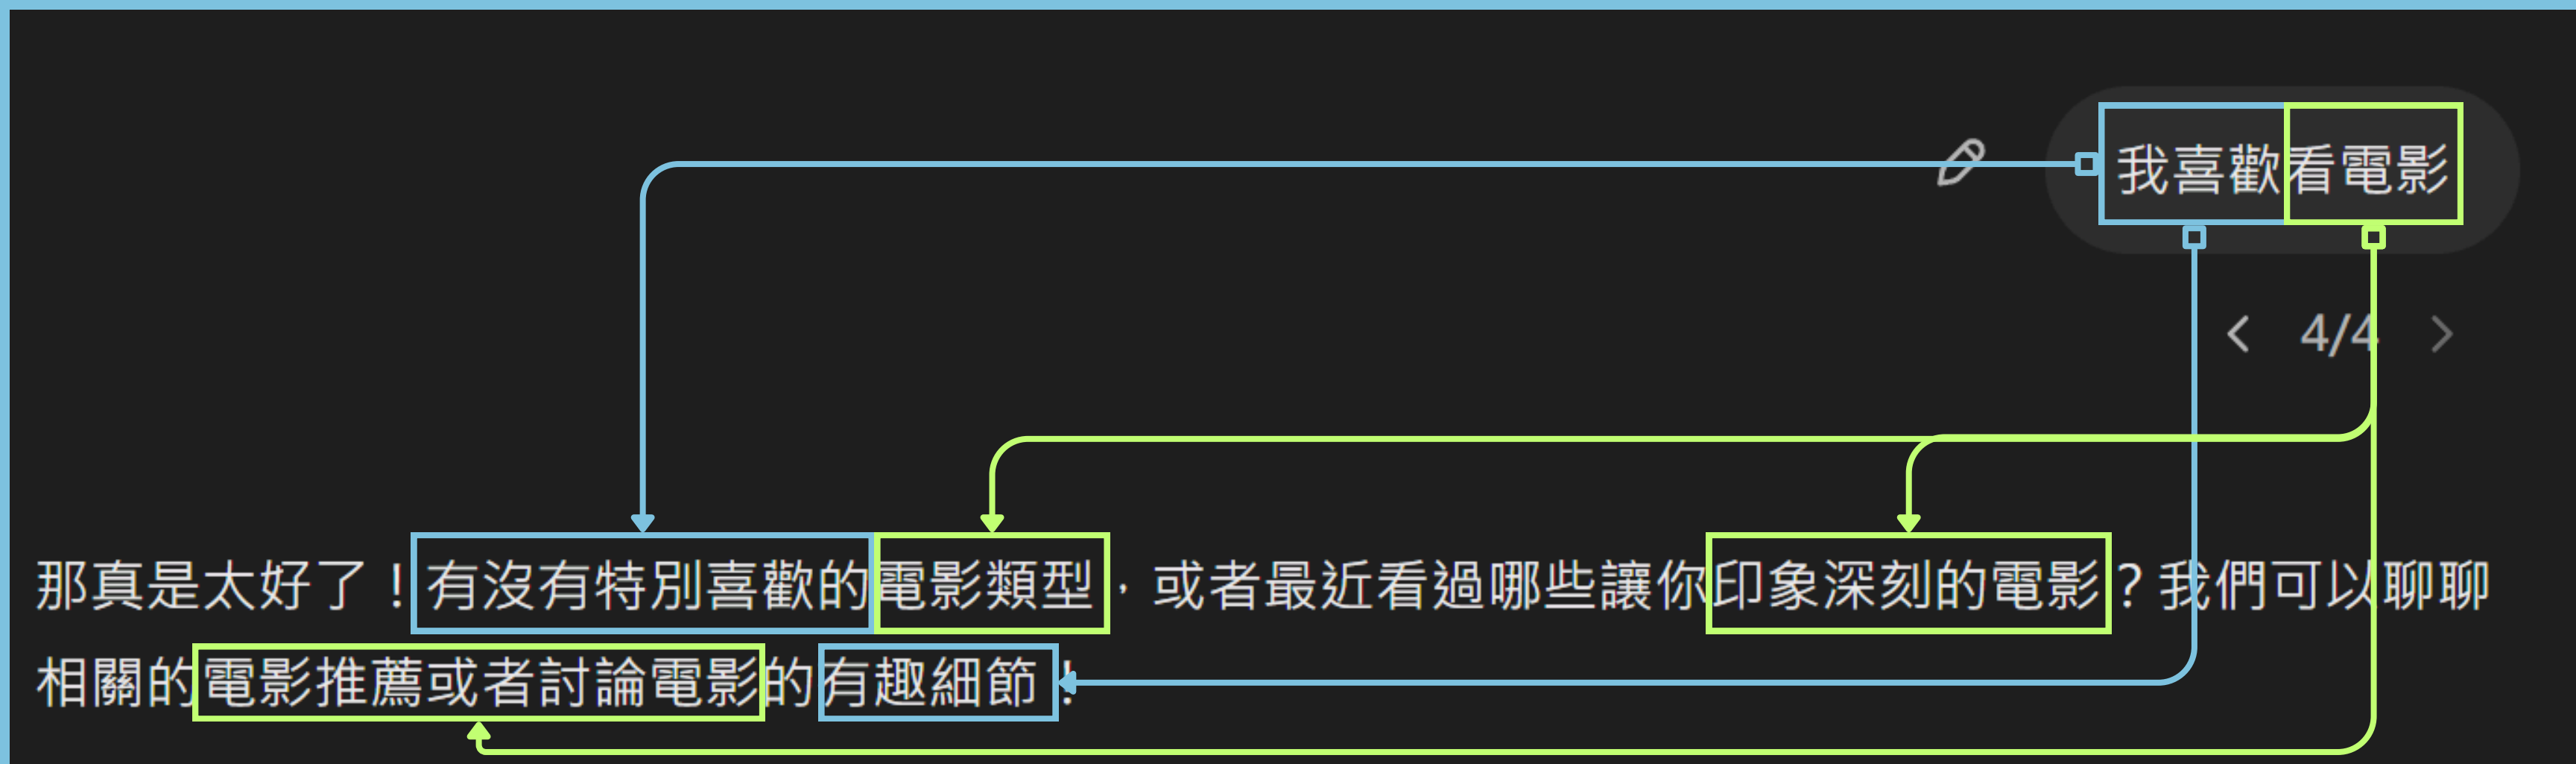 我喜歡看電影
4/4
那真是太好了！有沒有特別喜歡的電影類型，或者最近看過哪些讓你印象深刻的電影？我們可以聊聊
相關的電影推薦或者討論電影的有趣細節！